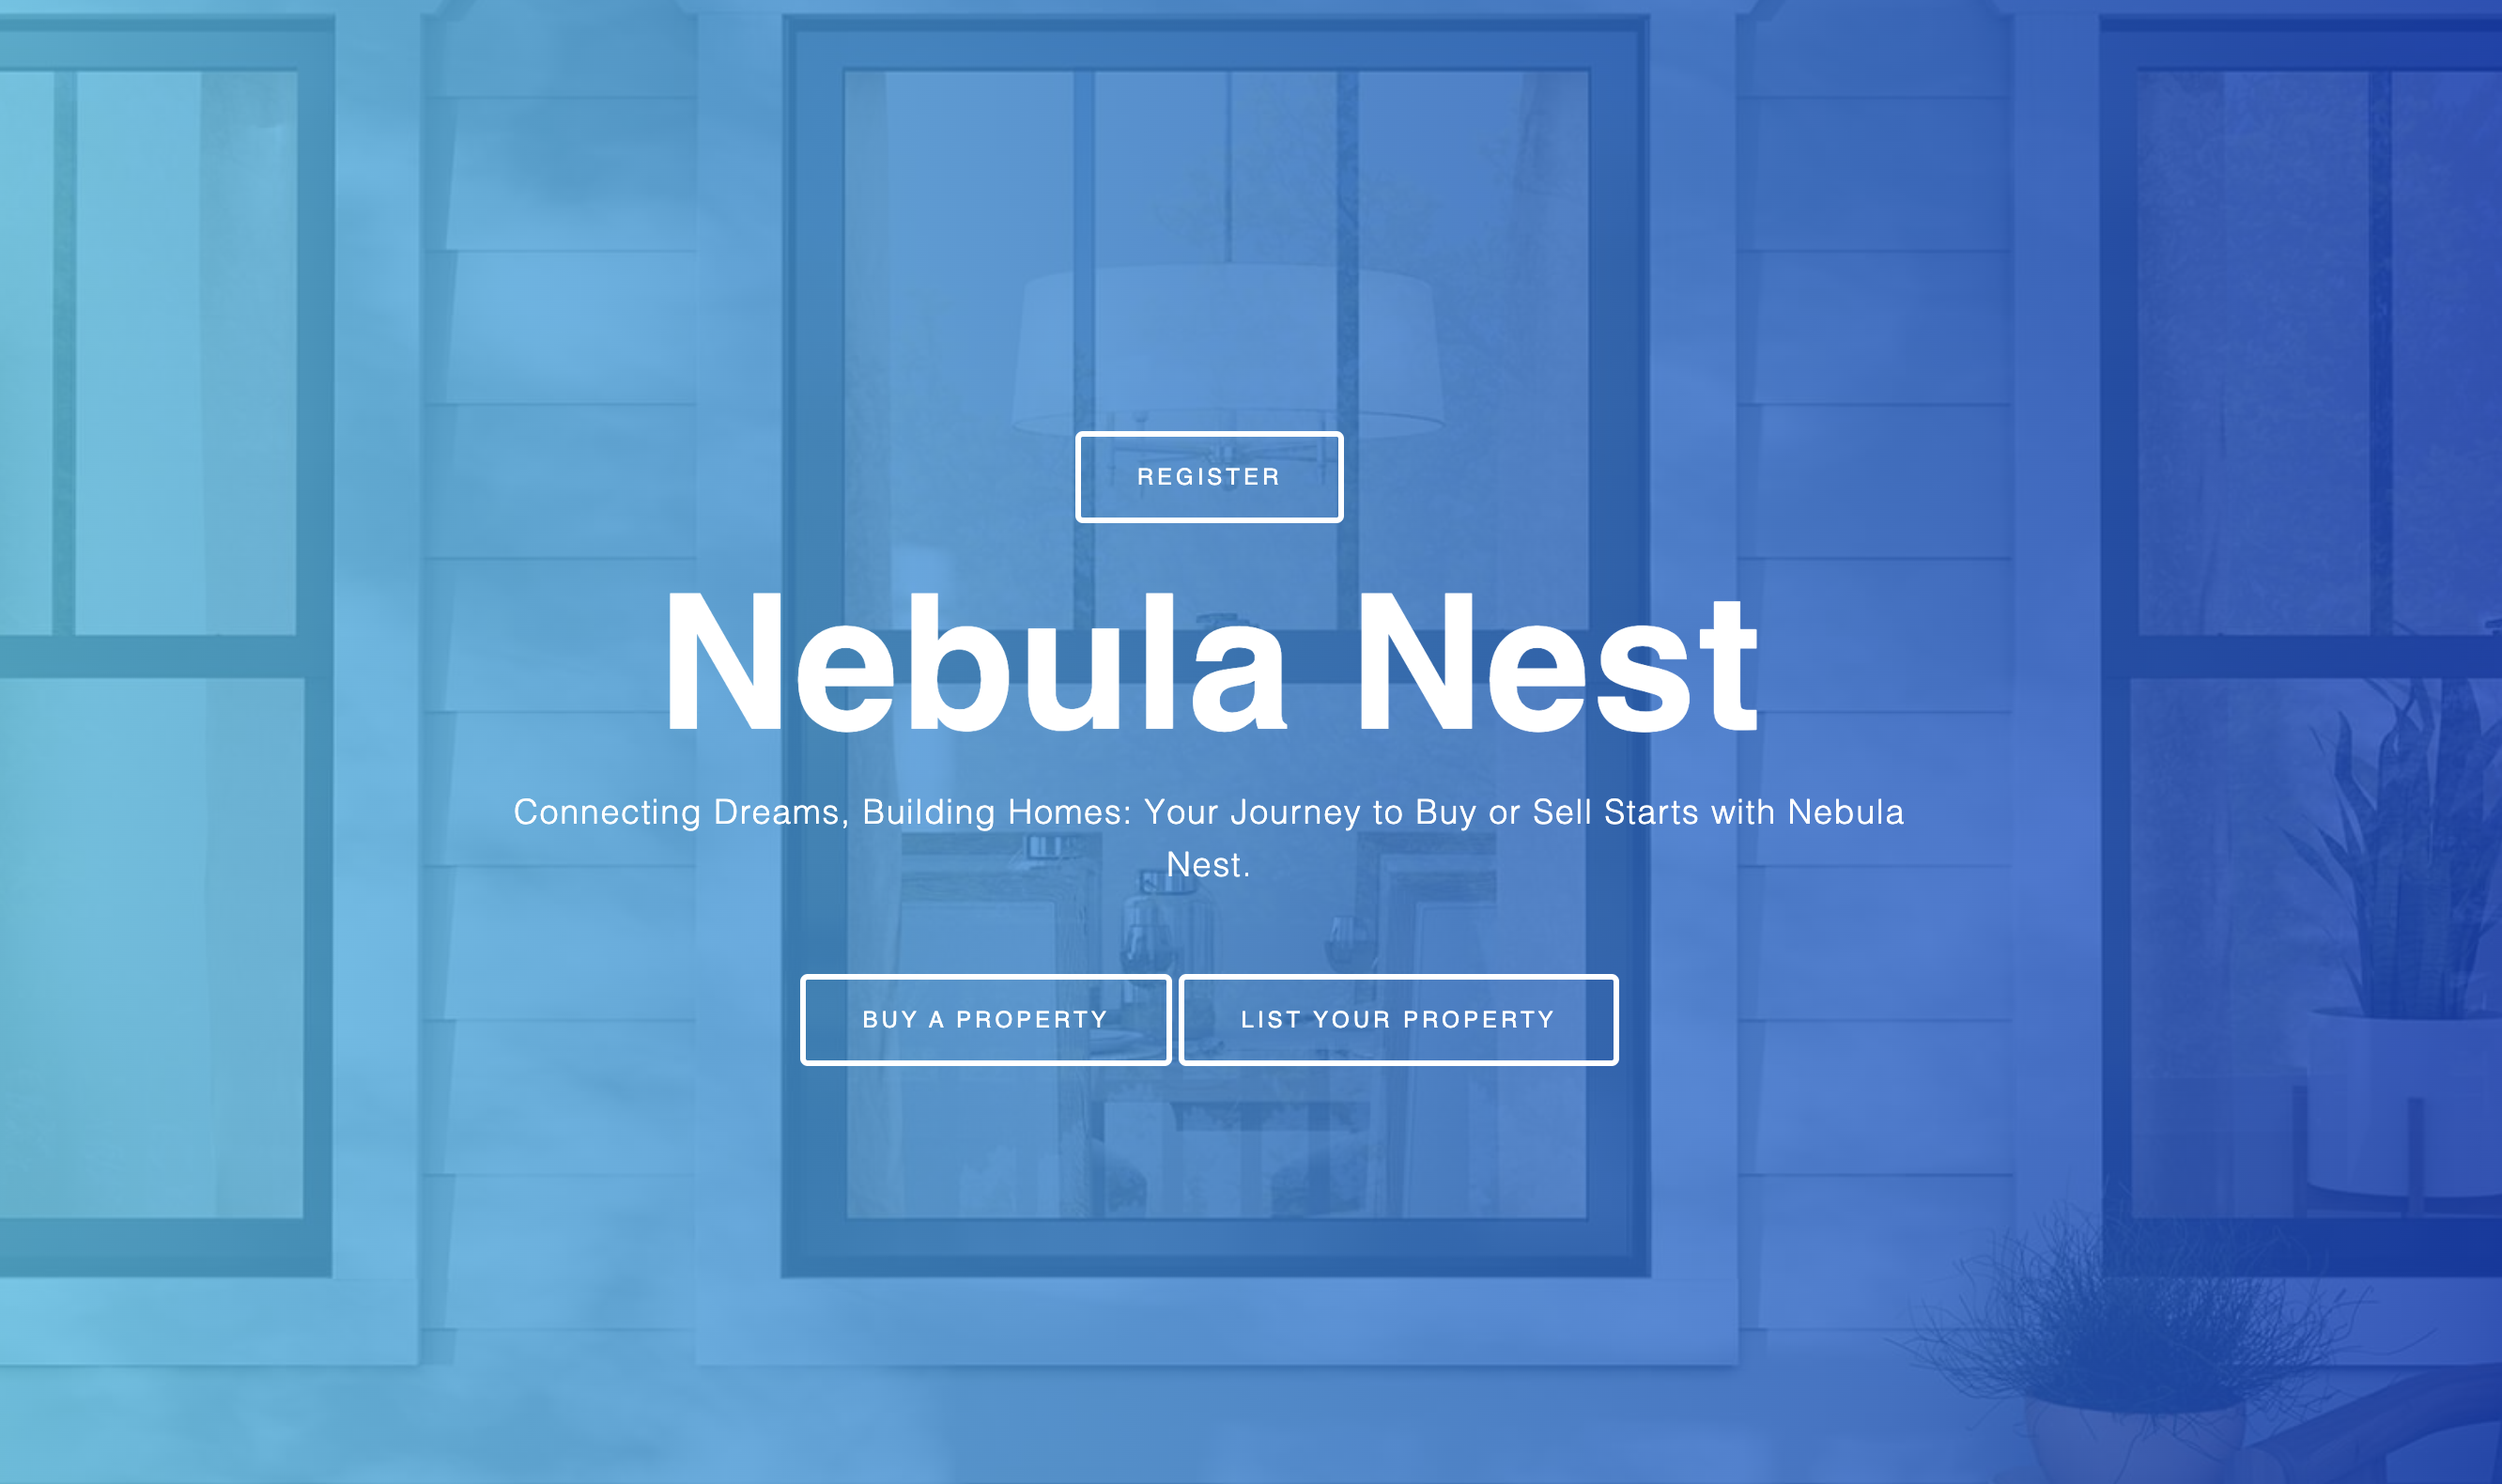 REGISTER
Nebula Nest
Connecting Dreams, Building Homes: Your Journey to Buy or Sell Starts with Nebula
Nest.
BUY A PROPERTY LIST YOUR PROPERTY